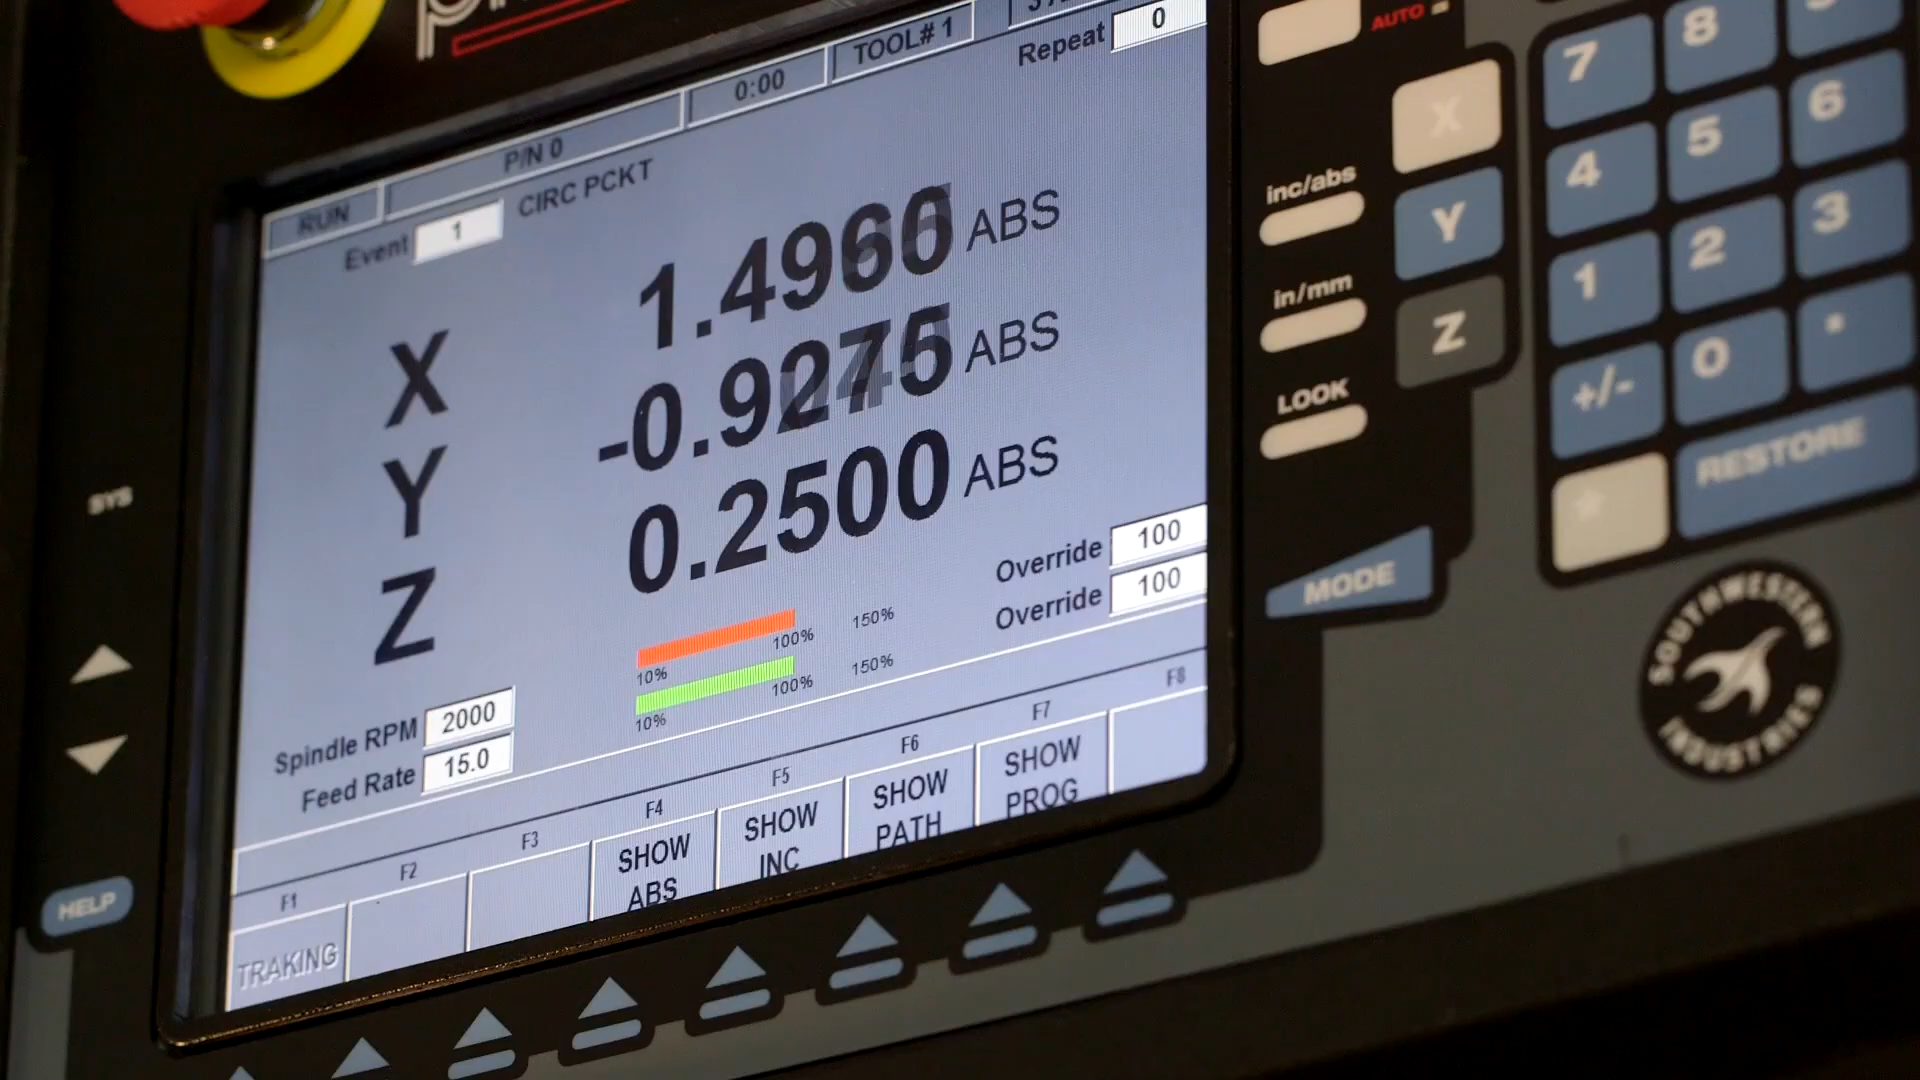 TOOL# 1
0:00
P/N 0
RUN
Repeat 0
Event 1 CIRC PCKT
X 1.4960 ABS
Y -0.9275 ABS
Z 0.2500 ABS
10% 100% 150%
10% 100% 150%
Override 100
Override 100
Spindle RPM 2000
Feed Rate 15.0
F1 F2 F3 F4 F5 F6 F7 F8
TRAKING
SHOW ABS
SHOW INC
SHOW PATH
SHOW PROG
SYS
HELP
AUTO
inc/abs
in/mm
LOOK
MODE
X
Y
Z
7 8
4 5 6
1 2 3
+/- 0 .
RESTORE
SOUTHWESTERN
INDUSTRIES